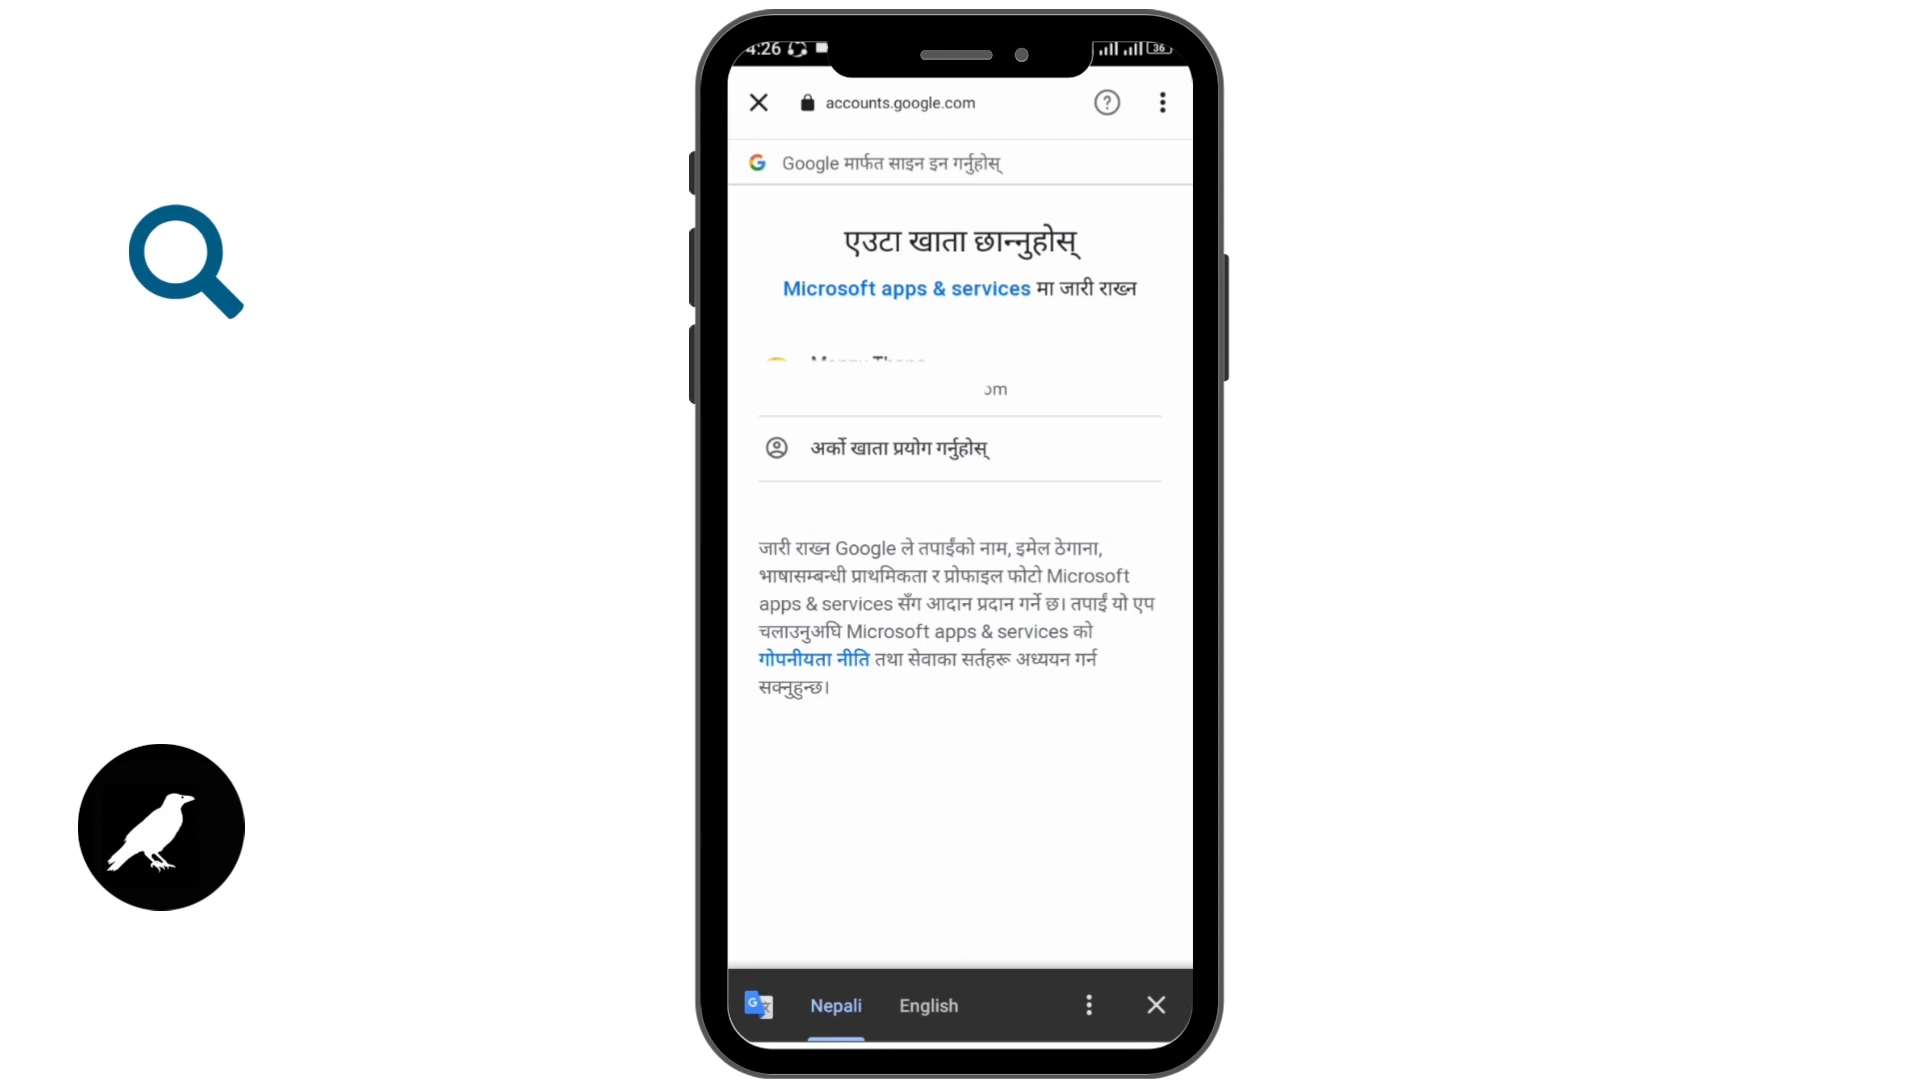 4:26
36
accounts.google.com
Google मार्फत साइन इन गर्नुहोस्
एउटा खाता छान्नुहोस्
Microsoft apps & services मा जारी राख्न
om
अर्को खाता प्रयोग गर्नुहोस्
जारी राख्न Google ले तपाईंको नाम, इमेल ठेगाना,
भाषासम्बन्धी प्राथमिकता र प्रोफाइल फोटो Microsoft
apps & services सँग आदान प्रदान गर्ने छ। तपाईं यो एप
चलाउनुअघि Microsoft apps & services को
गोपनीयता नीति तथा सेवाका सर्तहरू अध्ययन गर्न
सक्नुहुन्छ।
Nepali English